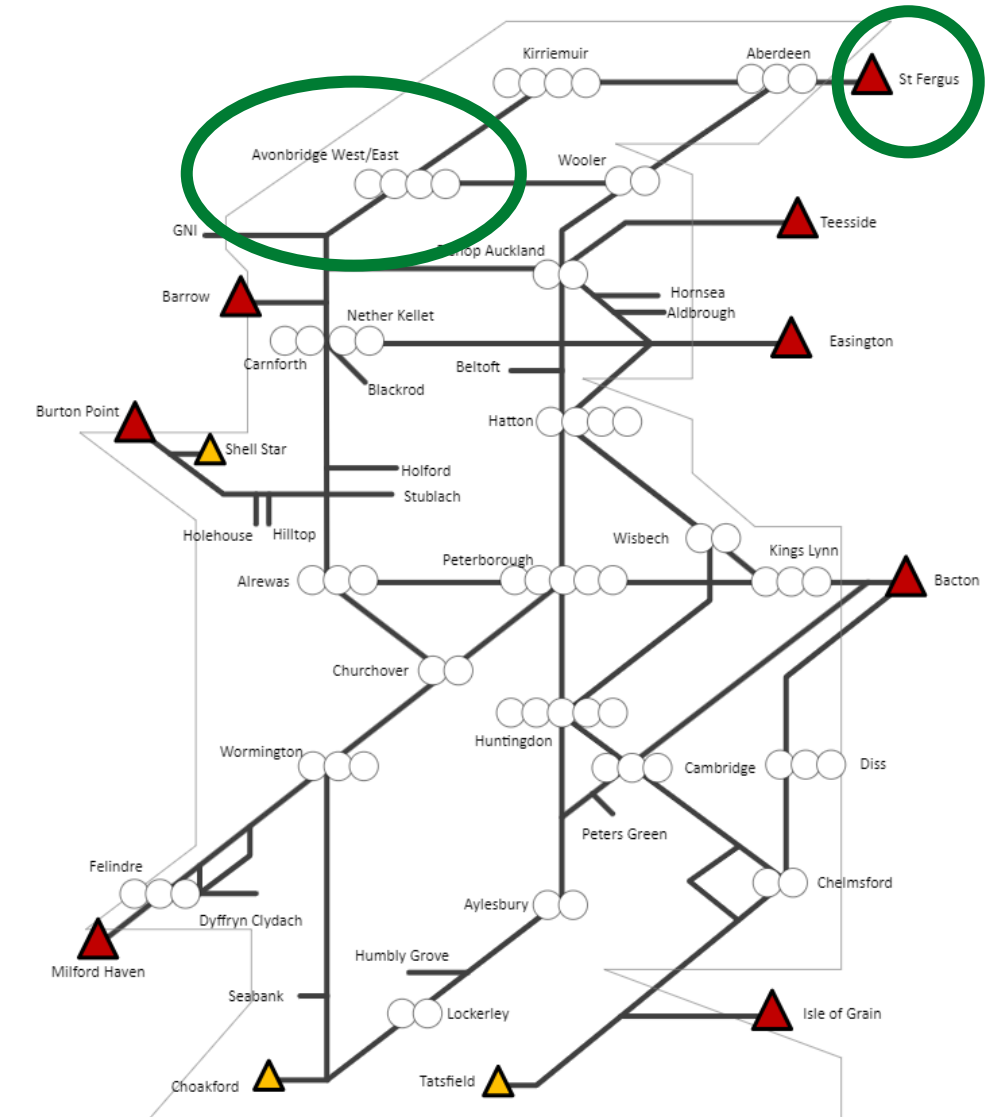 Kirriemuir
Aberdeen
St Fergus
Avonbridge West/East
Wooler
GNI
Teesside
Bishop Auckland
Barrow
Hornsea
Aldbrough
Nether Kellet
Easington
Carnforth
Beltoft
Blackrod
Burton Point
Hatton
Shell Star
Holford
Stublach
Holehouse
Hilltop
Wisbech
Kings Lynn
Peterborough
Alrewas
Bacton
Churchover
Huntingdon
Wormington
Cambridge
Diss
Peters Green
Felindre
Chelmsford
Aylesbury
Dyffryn Clydach
Humbly Grove
Milford Haven
Seabank
Lockerley
Isle of Grain
Choakford
Tatsfield